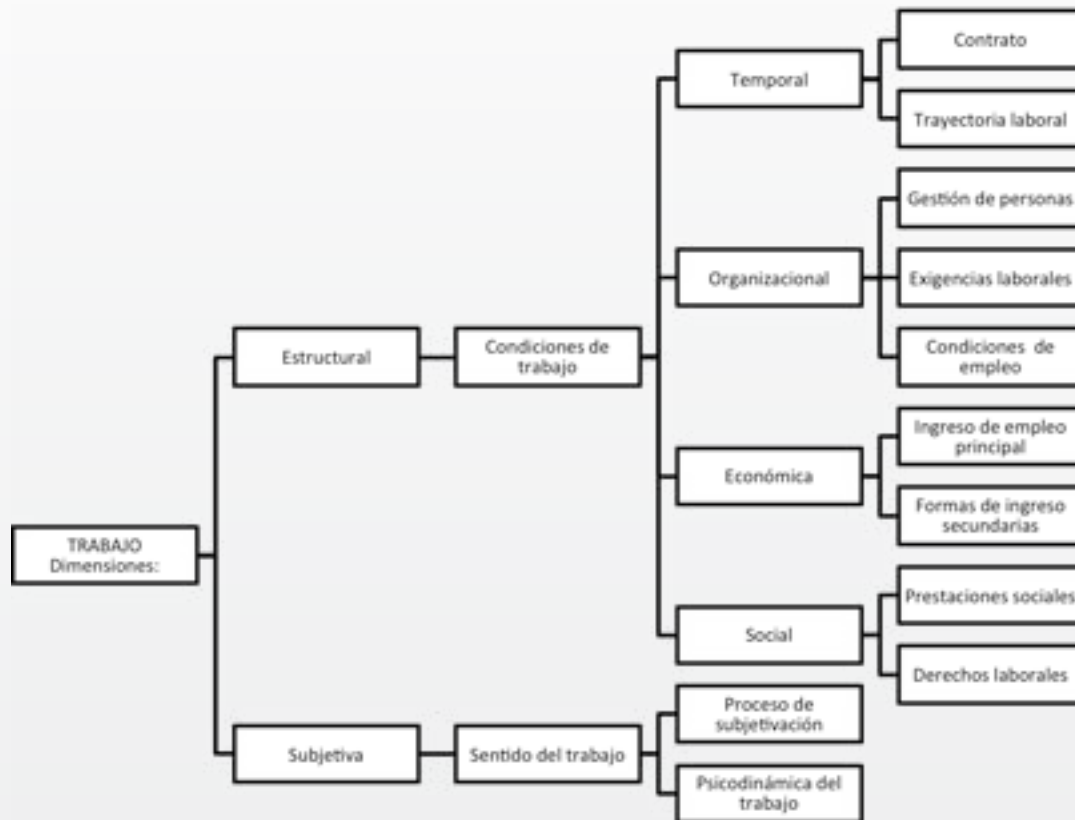 Contrato
Temporal
Trayectoria laboral
Gestión de personas
Organizacional
Exigencias laborales
Condiciones de
empleo
Estructural
Condiciones de
trabajo
Ingreso de empleo
principal
Económica
Formas de ingreso
secundarias
TRABAJO
Dimensiones:
Prestaciones sociales
Social
Derechos laborales
Proceso de
subjetivación
Subjetiva
Sentido del trabajo
Psicodinámica del
trabajo